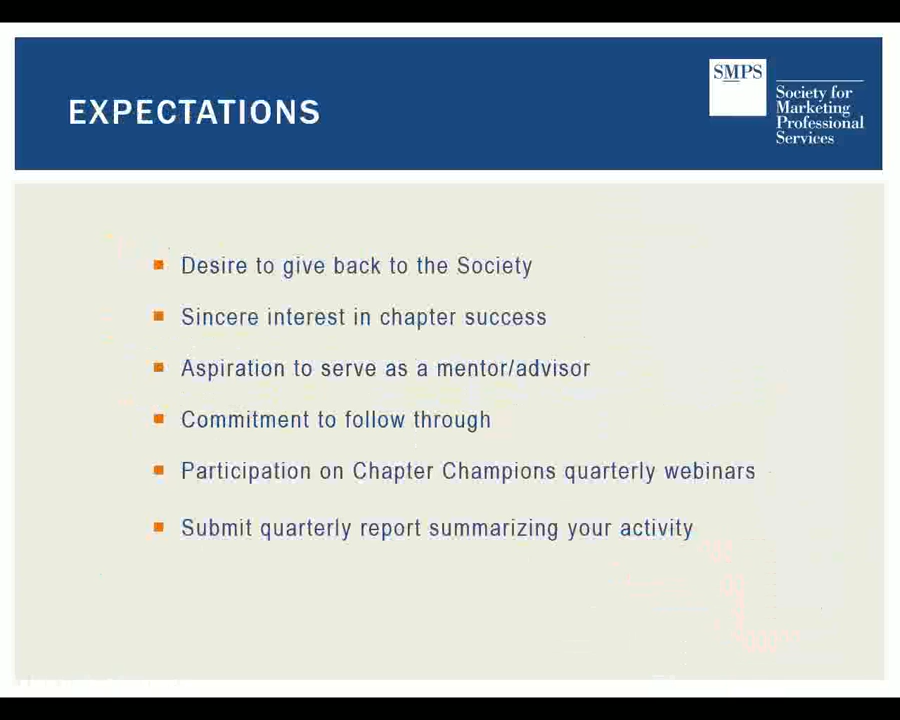 EXPECTATIONS
SMPS
Society for
Marketing
Professional
Services
Desire to give back to the Society
Sincere interest in chapter success
Aspiration to serve as a mentor/advisor
Commitment to follow through
Participation on Chapter Champions quarterly webinars
Submit quarterly report summarizing your activity